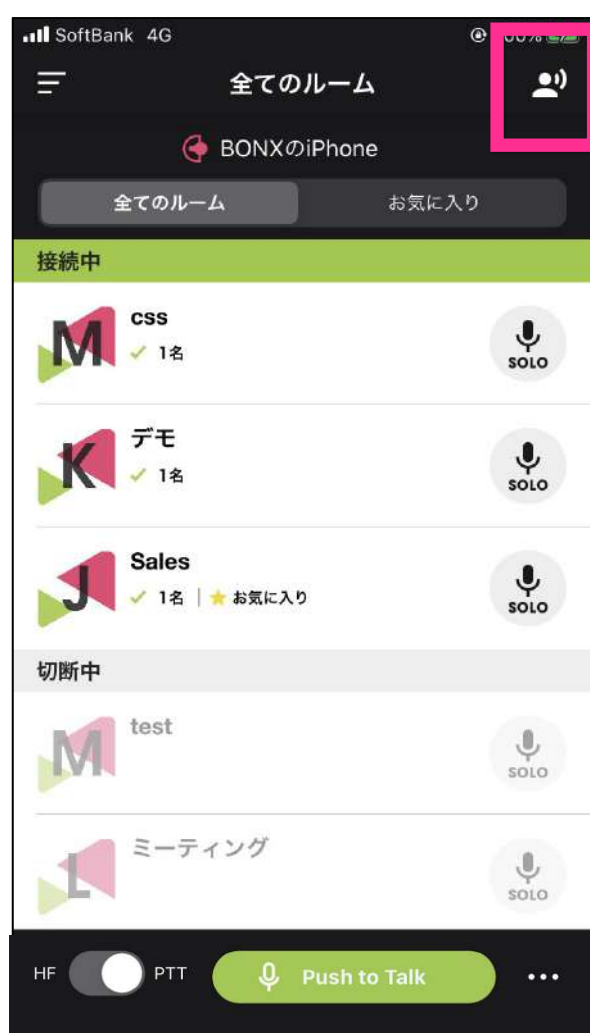 SoftBank 4G
全てのルーム
BONXのiPhone
全てのルーム お気に入り
接続中
M css
1名
SOLO
K デモ
1名
SOLO
J Sales
1名 | お気に入り
SOLO
切断中
M test
SOLO
L ミーティング
SOLO
HF PTT Push to Talk